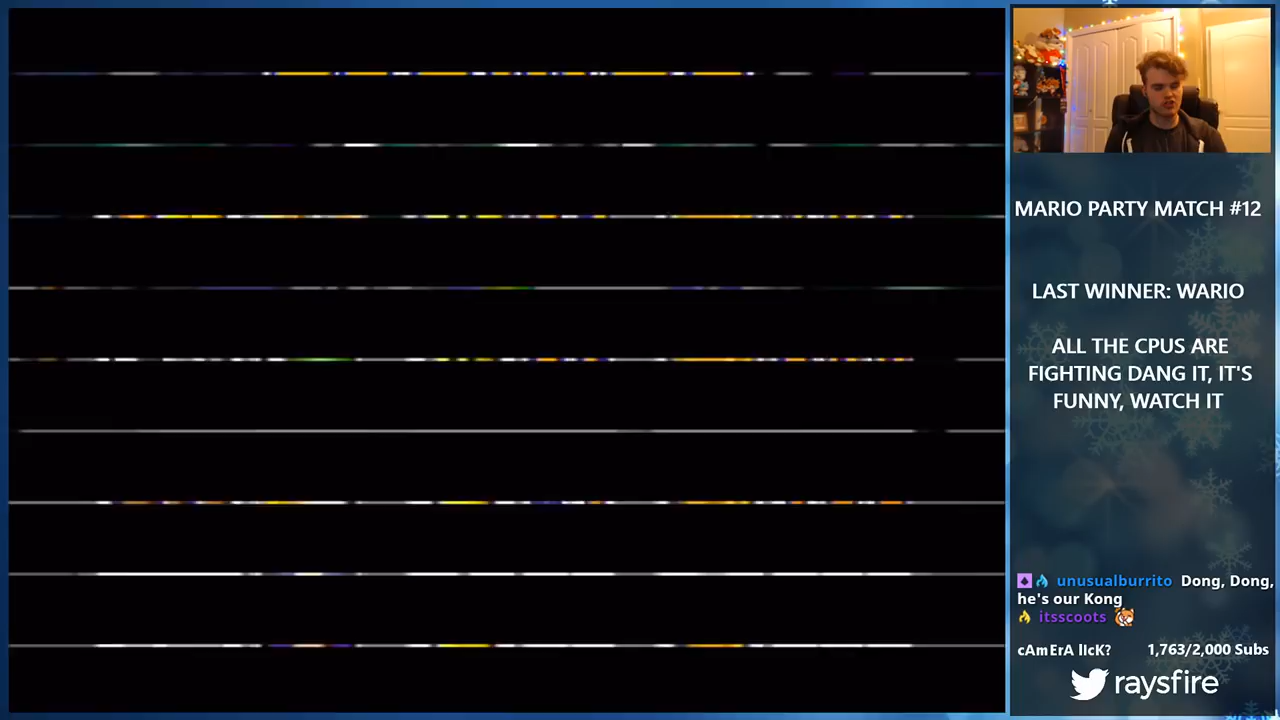 MARIO PARTY MATCH #12
LAST WINNER: WARIO
ALL THE CPUS ARE
FIGHTING DANG IT, IT'S
FUNNY, WATCH IT
unusualburrito Dong, Dong,
he's our Kong
itsscoots
cAmErA lIcK? 1,763/2,000 Subs
raysfire